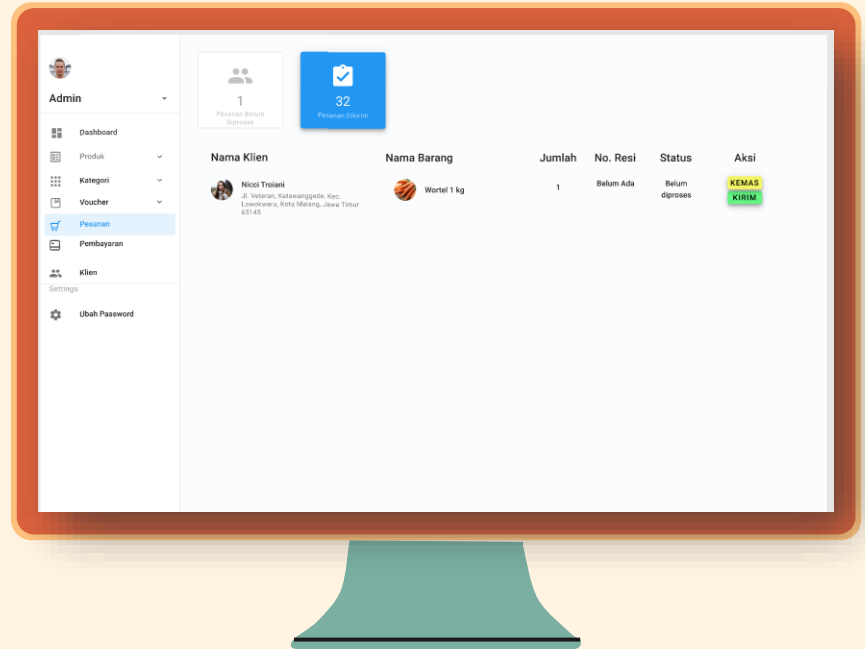 Admin
Dashboard
Produk
Kategori
Voucher
Pesanan
Pembayaran
Klien
Settings
Ubah Password
1
Pesanan Belum
Diproses
32
Pesanan Dikirim
Nama Klien Nama Barang Jumlah No. Resi Status Aksi
Nicci Troiani
Jl. Veteran, Ketawanggede, Kec.
Lowokwaru, Kota Malang, Jawa Timur
65145
Wortel 1 kg
1
Belum Ada
Belum
diproses
KEMAS
KIRIM